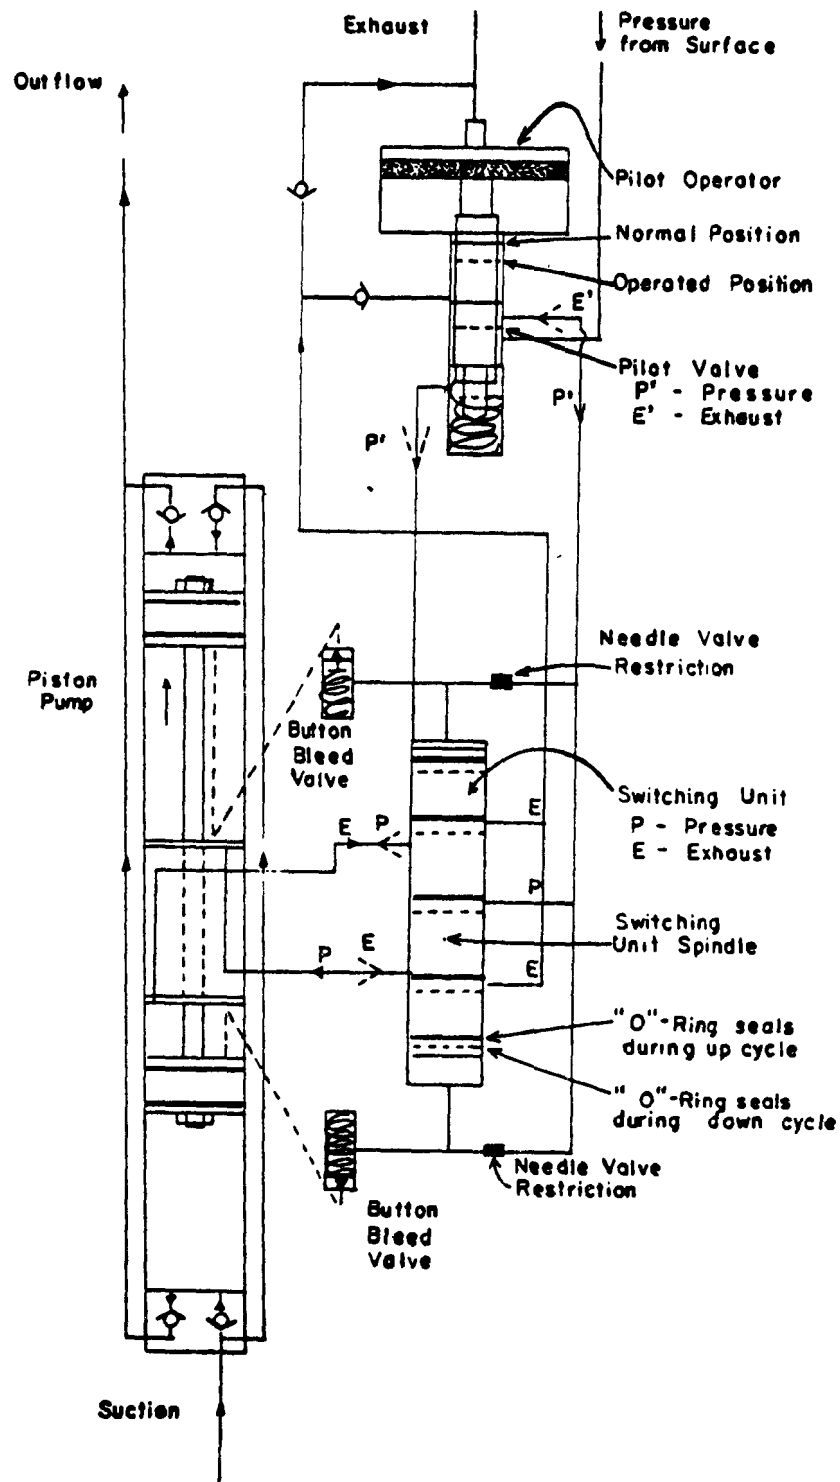 Exhaust
Pressure
from Surface
Outflow
Pilot Operator
Normal Position
Operated Position
E'
Pilot Valve
P' - Pressure
E' - Exhaust
P'
P'
Needle Valve
Restriction
Piston
Pump
Button
Bleed
Valve
Switching Unit
P - Pressure
E - Exhaust
E
P
E
P
Switching
Unit Spindle
P
E
E
"O"-Ring seals
during up cycle
"O"-Ring seals
during down cycle
Needle Valve
Restriction
Button
Bleed
Valve
Suction